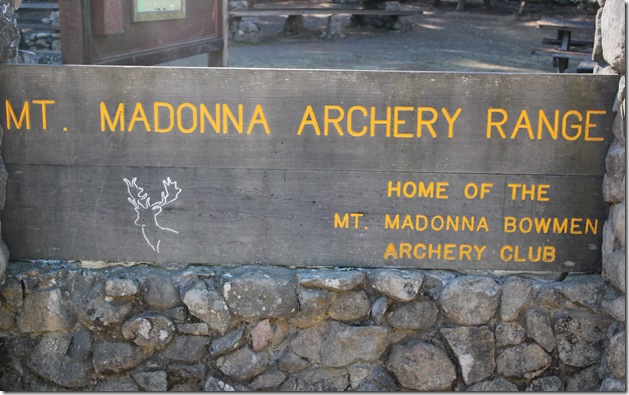 MT. MADONNA ARCHERY RANGE
HOME OF THE
MT. MADONNA BOWMEN
ARCHERY CLUB